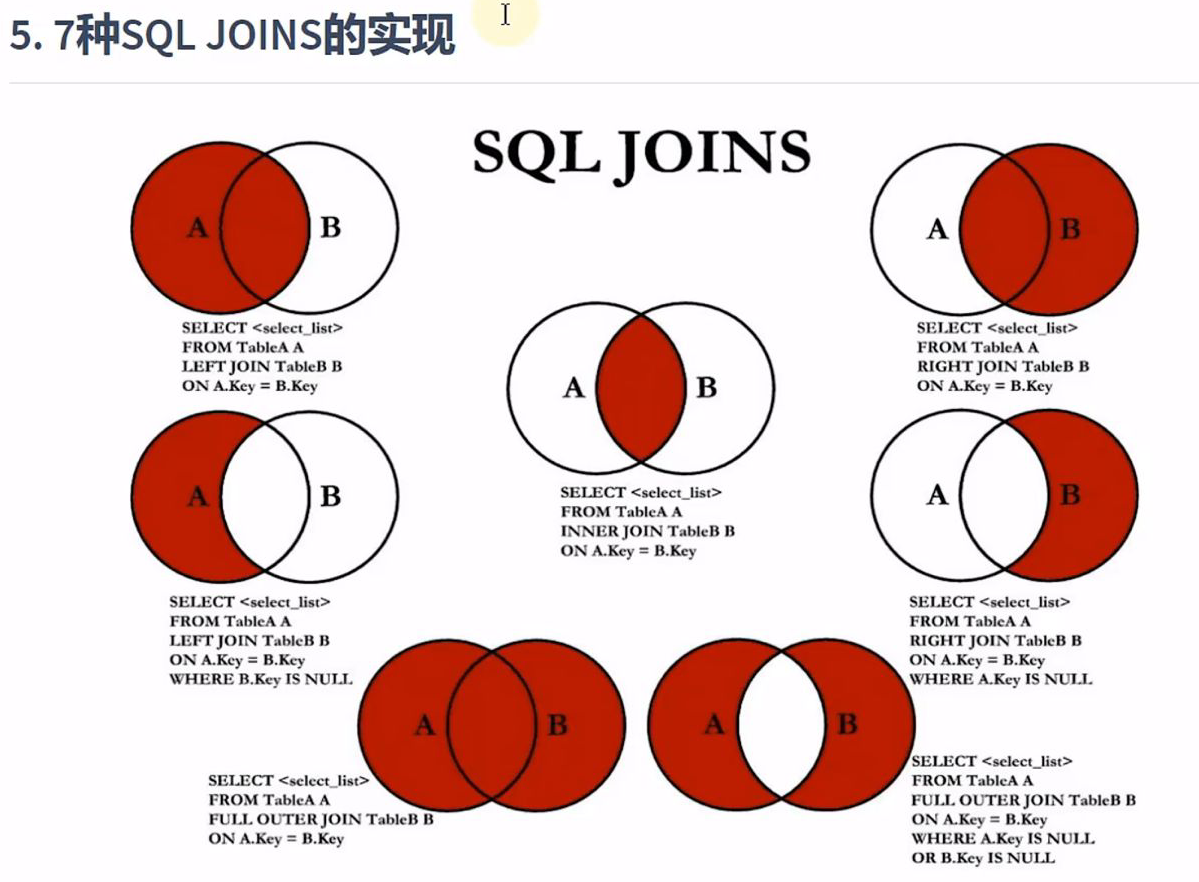 5. 7种SQL JOINS的实现
SQL JOINS
A
B
SELECT <select_list>
FROM TableA A
LEFT JOIN TableB B
ON A.Key = B.Key
A
B
SELECT <select_list>
FROM TableA A
RIGHT JOIN TableB B
ON A.Key = B.Key
A
B
SELECT <select_list>
FROM TableA A
INNER JOIN TableB B
ON A.Key = B.Key
A
B
SELECT <select_list>
FROM TableA A
LEFT JOIN TableB B
ON A.Key = B.Key
WHERE B.Key IS NULL
A
B
SELECT <select_list>
FROM TableA A
RIGHT JOIN TableB B
ON A.Key = B.Key
WHERE A.Key IS NULL
A
B
SELECT <select_list>
FROM TableA A
FULL OUTER JOIN TableB B
ON A.Key = B.Key
A
B
SELECT <select_list>
FROM TableA A
FULL OUTER JOIN TableB B
ON A.Key = B.Key
WHERE A.Key IS NULL
OR B.Key IS NULL